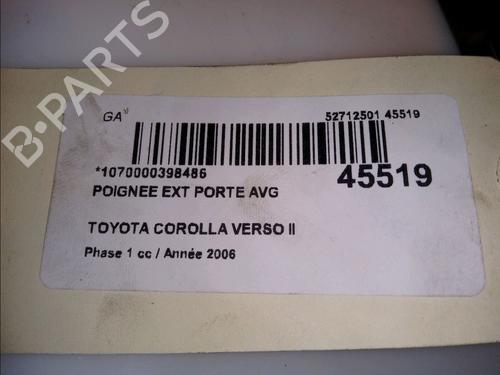 B-PARTS
GA
52712501 45519
*1070000398486
45519
POIGNEE EXT PORTE AVG
TOYOTA COROLLA VERSO II
Phase 1 cc / Année 2006